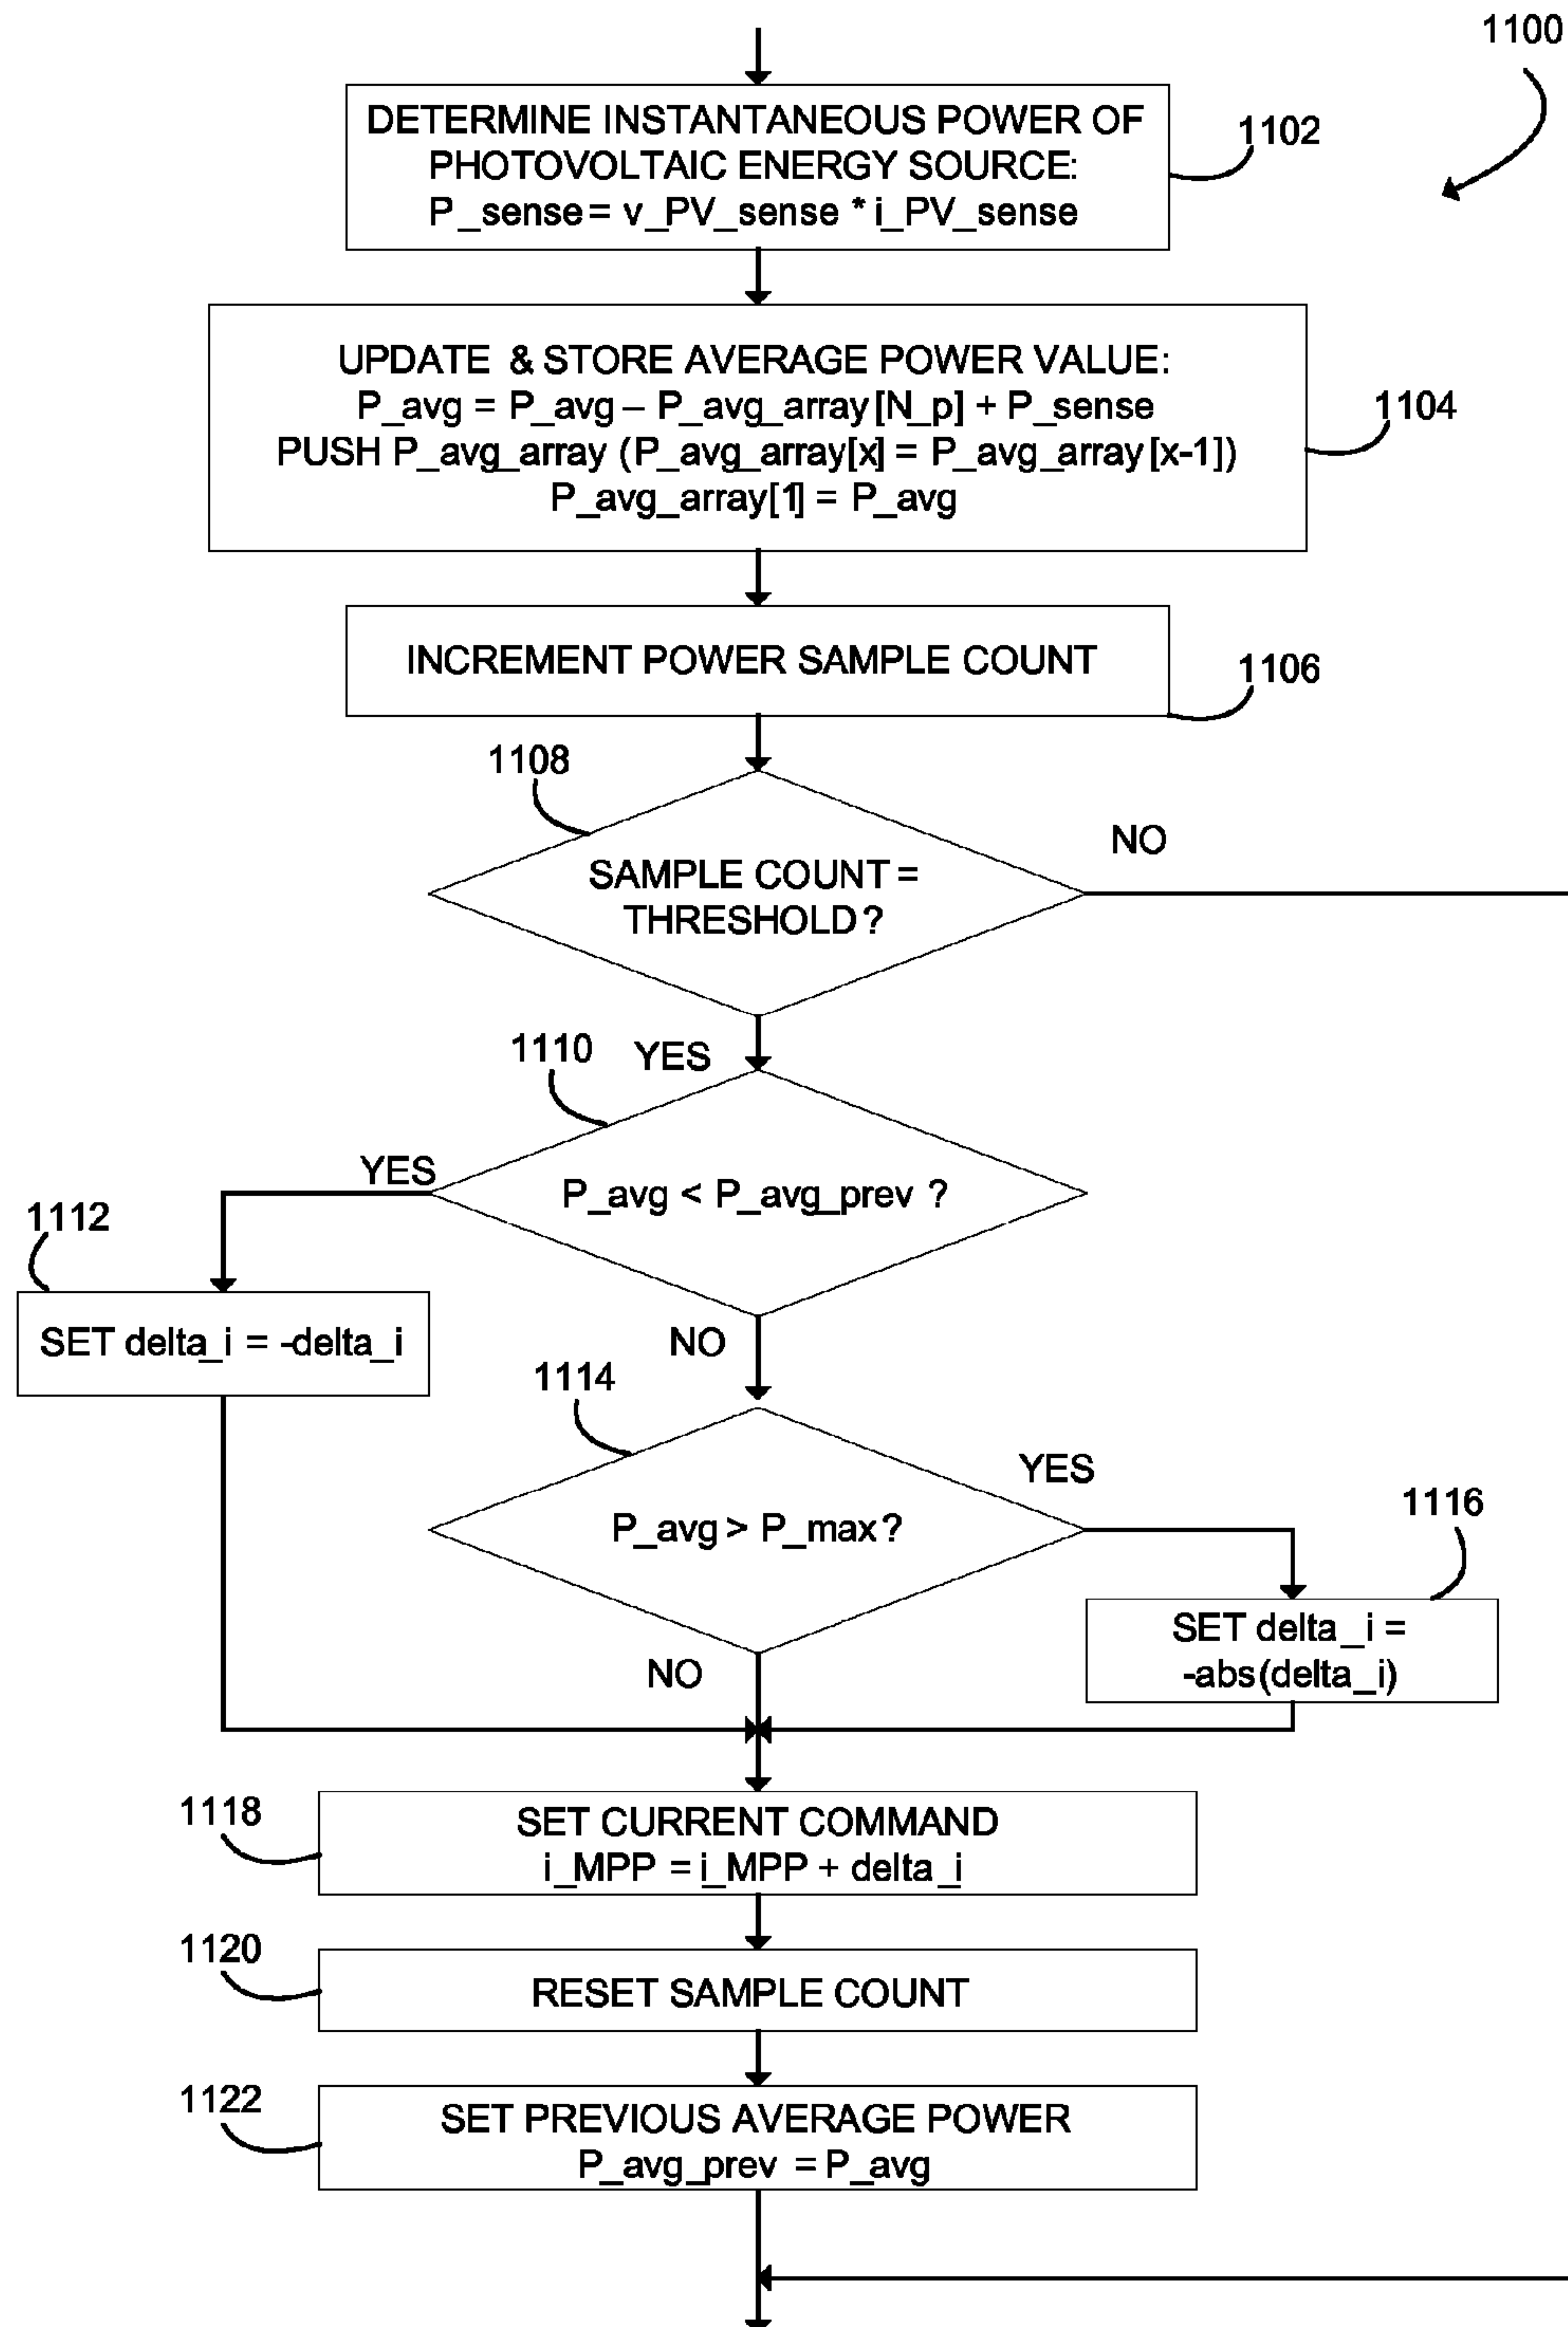 1100
DETERMINE INSTANTANEOUS POWER OF
PHOTOVOLTAIC ENERGY SOURCE:
P_sense = v_PV_sense * i_PV_sense
1102
UPDATE & STORE AVERAGE POWER VALUE:
P_avg = P_avg – P_avg_array[N_p] + P_sense
PUSH P_avg_array (P_avg_array[x] = P_avg_array[x-1])
P_avg_array[1] = P_avg
1104
INCREMENT POWER SAMPLE COUNT
1106
1108
SAMPLE COUNT =
THRESHOLD?
NO
YES
1110
P_avg < P_avg_prev ?
YES
1112
SET delta_i = -delta_i
NO
1114
P_avg > P_max?
YES
1116
SET delta_i =
-abs(delta_i)
NO
1118
SET CURRENT COMMAND
i_MPP = i_MPP + delta_i
1120
RESET SAMPLE COUNT
1122
SET PREVIOUS AVERAGE POWER
P_avg_prev = P_avg